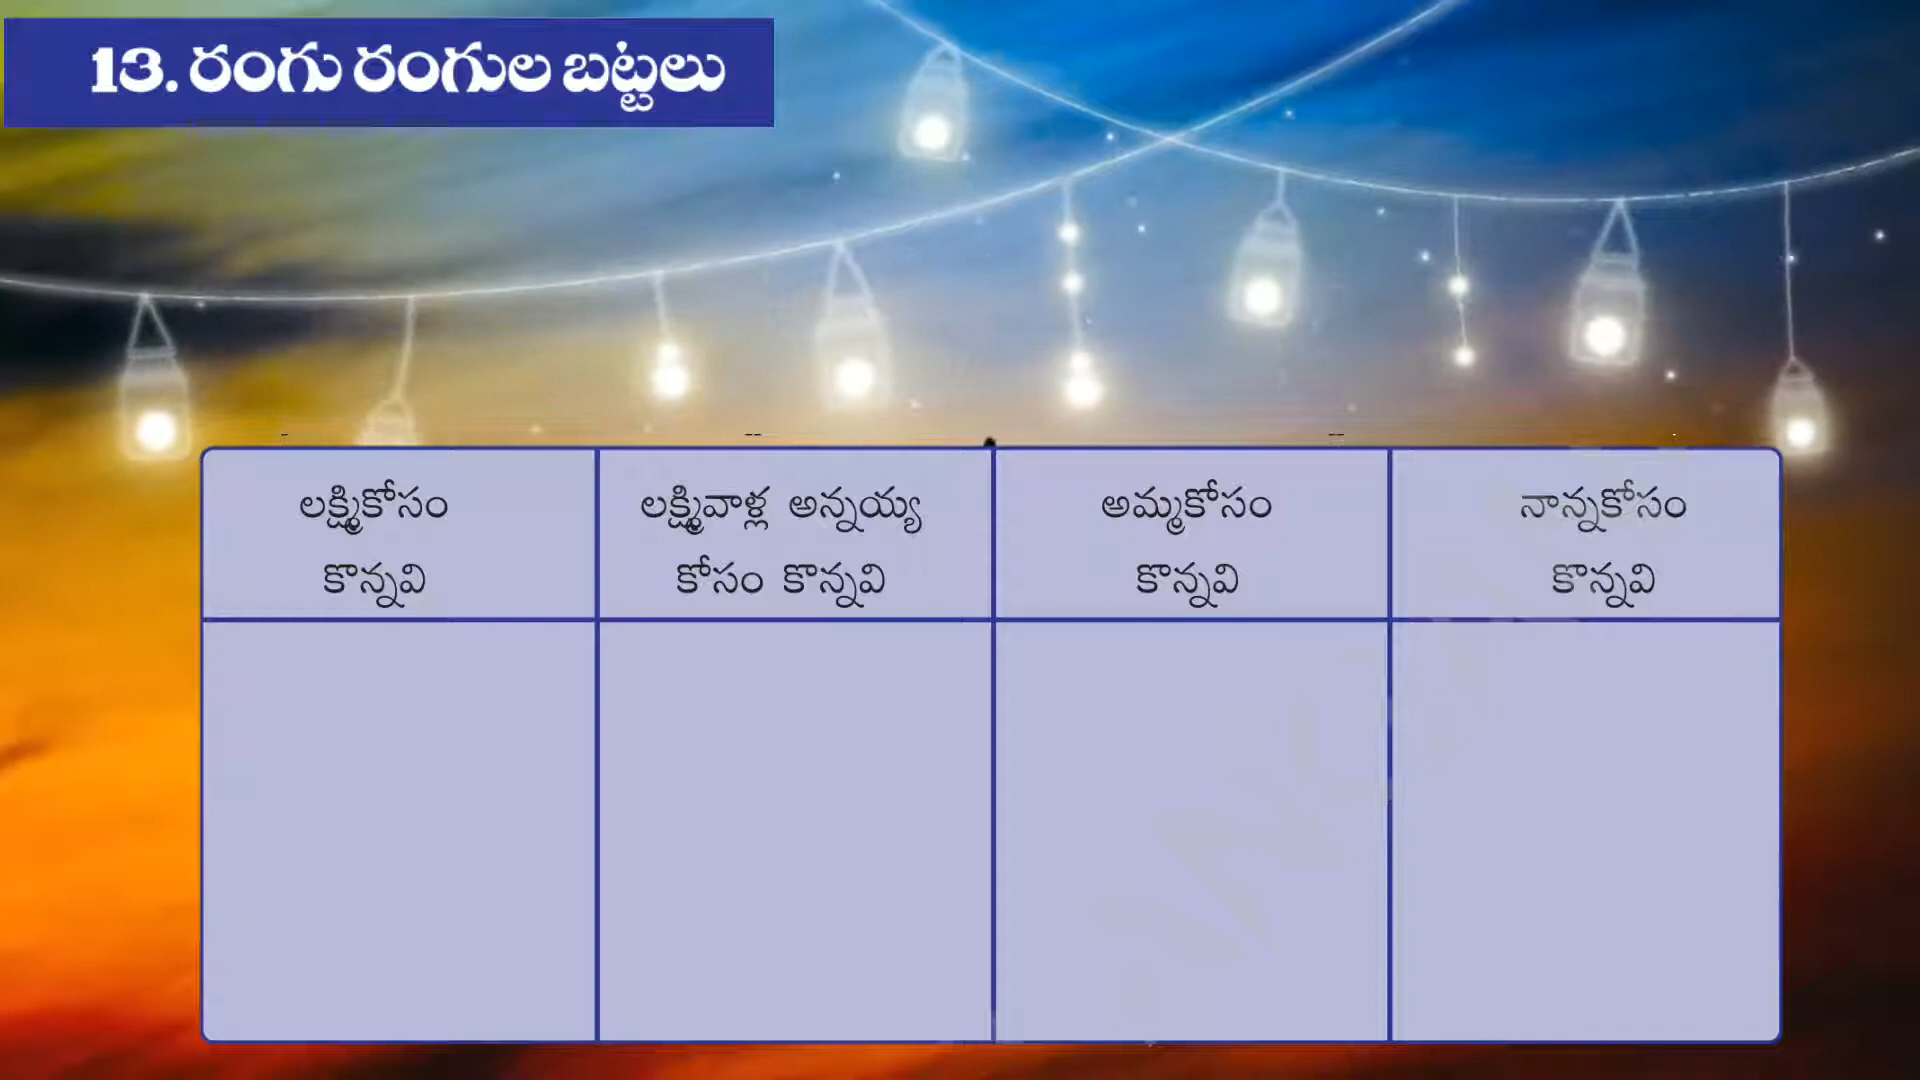 13. రంగు రంగుల బట్టలు
లక్ష్మికోసం
కొన్నవి
లక్ష్మివాళ్ల అన్నయ్య
కోసం కొన్నవి
అమ్మకోసం
కొన్నవి
నాన్నకోసం
కొన్నవి